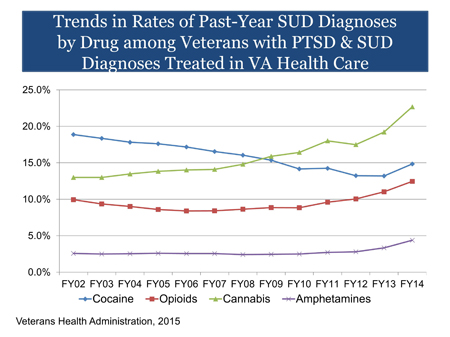 Trends in Rates of Past-Year SUD Diagnoses
by Drug among Veterans with PTSD & SUD
Diagnoses Treated in VA Health Care
25.0%
20.0%
15.0%
10.0%
5.0%
0.0%
FY02 FY03 FY04 FY05 FY06 FY07 FY08 FY09 FY10 FY11 FY12 FY13 FY14
Cocaine Opioids Cannabis Amphetamines
Veterans Health Administration, 2015